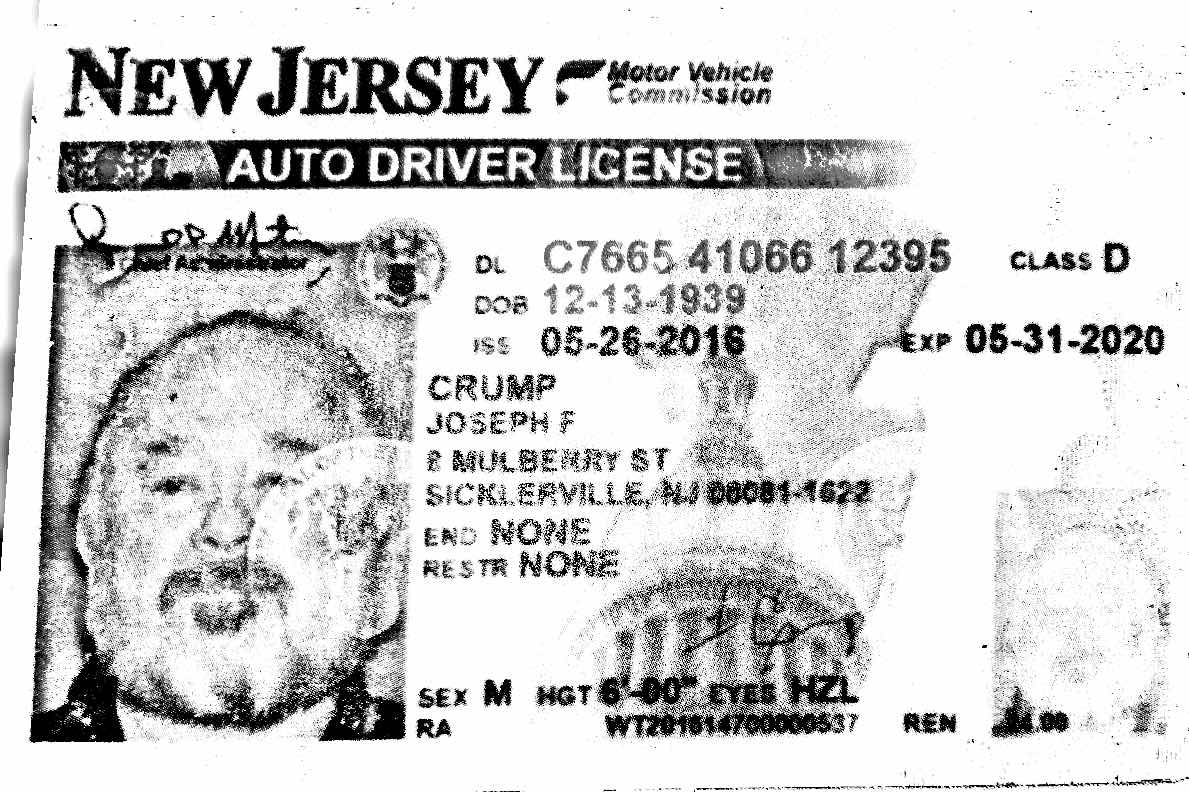 NEW JERSEY Motor Vehicle Commission
AUTO DRIVER LICENSE
Chief Administrator
DL C7665 41066 12395 CLASS D
DOB 12-13-1939
ISS 05-26-2016 EXP 05-31-2020
CRUMP
JOSEPH F
MULBERRY ST
SICKLERVILLE, NJ 08081-1622
END NONE
RESTR NONE
SEX M HGT 6'-00" EYES HZL
RA WT201614700000537 REN